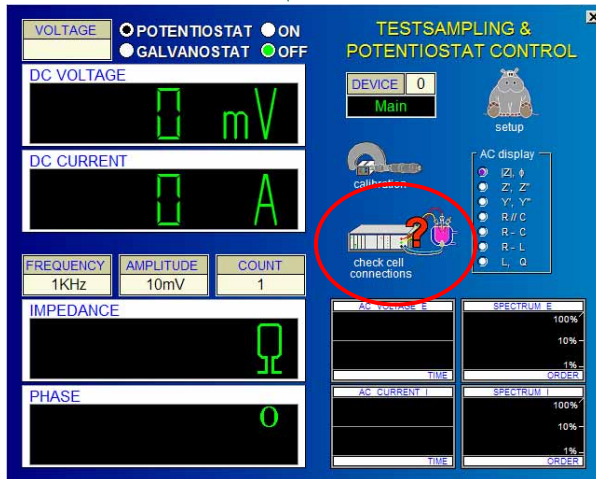 VOLTAGE
POTENTIOSTAT ON
GALVANOSTAT OFF
TESTSAMPLING &
POTENTIOSTAT CONTROL
DC VOLTAGE
0 mV
DEVICE 0
Main
setup
DC CURRENT
0 A
calibration
AC display
|Z|, ϕ
Z', Z"
Y', Y"
R // C
R - C
R - L
L, Q
?
check cell
connections
FREQUENCY AMPLITUDE COUNT
1KHz 10mV 1
IMPEDANCE
Ω
AC VOLTAGE E
TIME
SPECTRUM E
100%
10%
1%
ORDER
PHASE
o
AC CURRENT I
TIME
SPECTRUM I
100%
10%
1%
ORDER